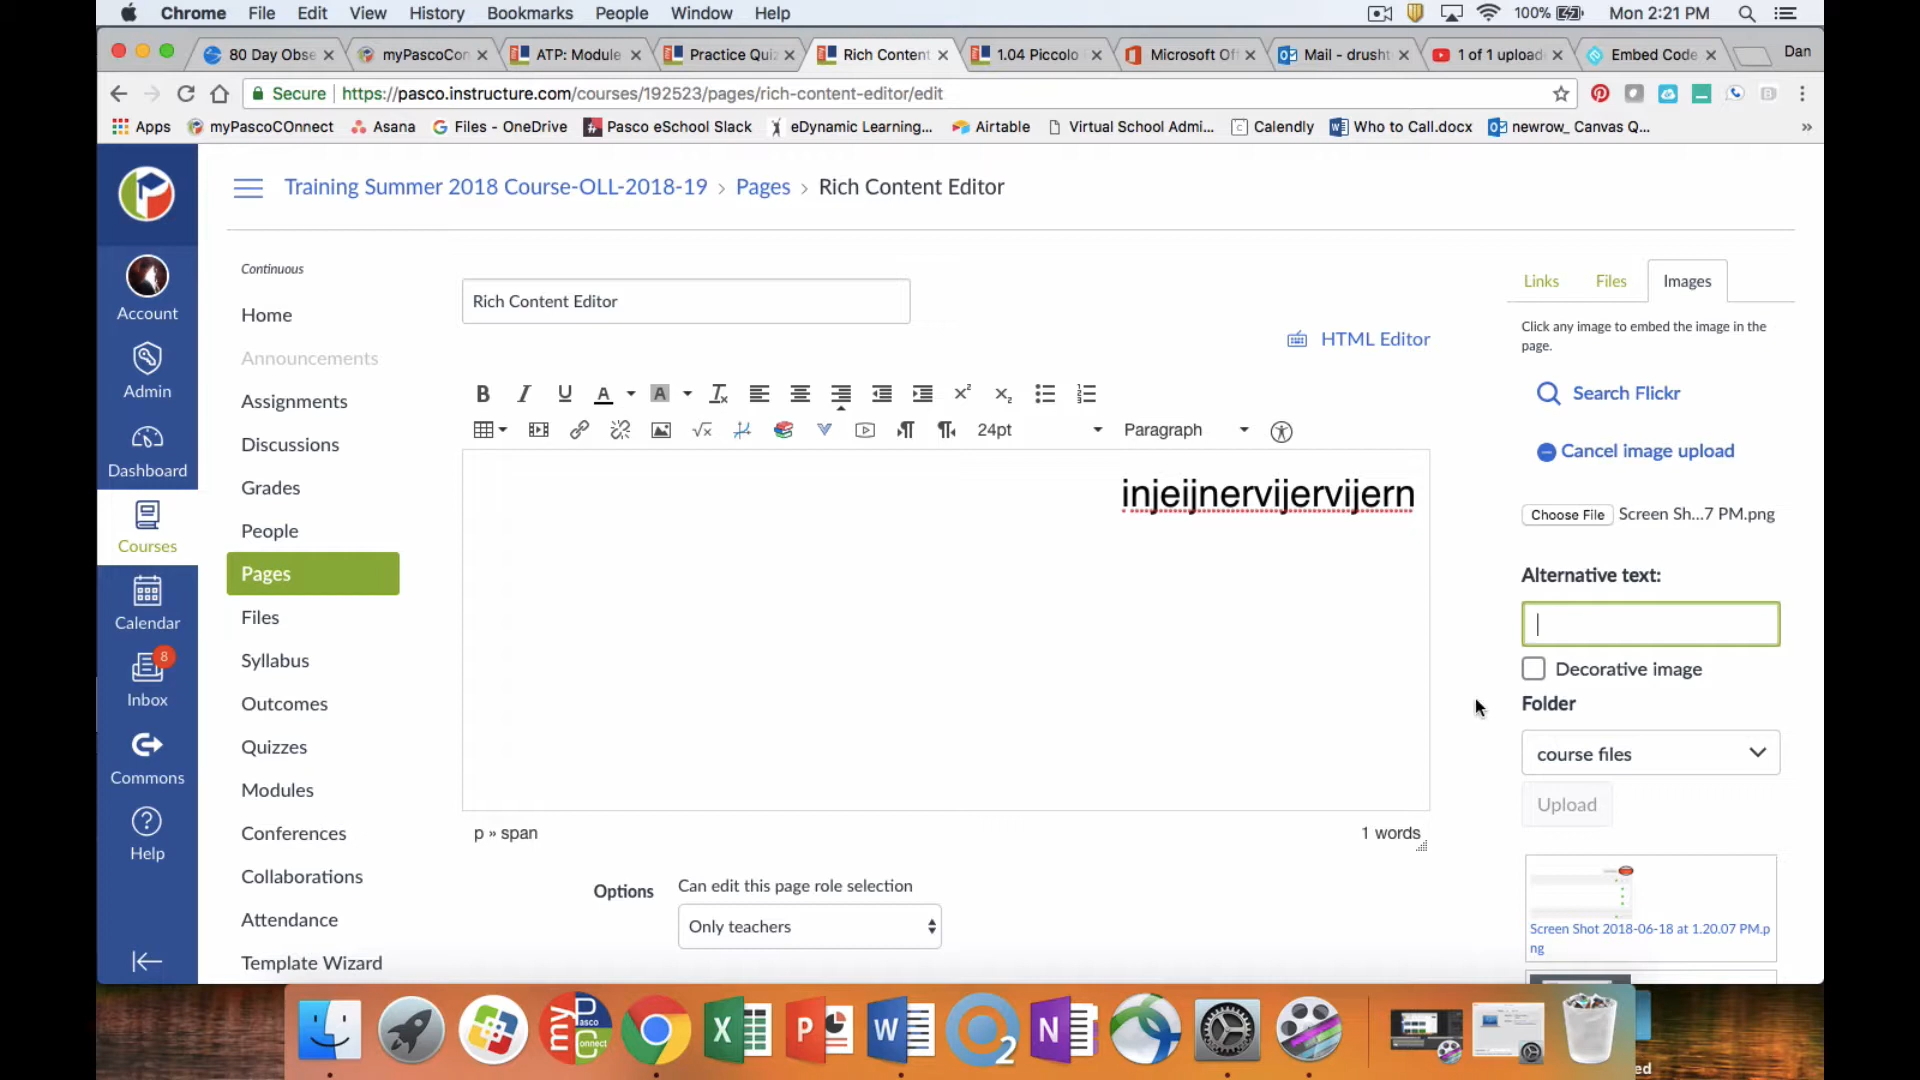 Chrome File Edit View History Bookmarks People Window Help 100% Mon 2:21 PM
80 Day Obse myPascoCon ATP: Module Practice Quiz Rich Content 1.04 Piccolo Microsoft Of Mail - drusht 1 of 1 upload Embed Code Dan
Secure https://pasco.instructure.com/courses/192523/pages/rich-content-editor/edit
Apps myPascoCOnnect Asana Files - OneDrive Pasco eSchool Slack eDynamic Learning... Airtable Virtual School Admi... Calendly Who to Call.docx newrow_ Canvas Q... »
Training Summer 2018 Course-OLL-2018-19 › Pages › Rich Content Editor
Account
Admin
Dashboard
Courses
Calendar
8
Inbox
Commons
Help
Continuous
Home
Announcements
Assignments
Discussions
Grades
People
Pages
Files
Syllabus
Outcomes
Quizzes
Modules
Conferences
Collaborations
Attendance
Template Wizard
Rich Content Editor
HTML Editor
24pt Paragraph
injeijnervijervijern
p » span 1 words
Options Can edit this page role selection
Only teachers
Links Files Images
Click any image to embed the image in the
page.
Search Flickr
Cancel image upload
Choose File Screen Sh...7 PM.png
Alternative text:
Decorative image
Folder
course files
Upload
Screen Shot 2018-06-18 at 1.20.07 PM.p
ng
my Pasco Connect